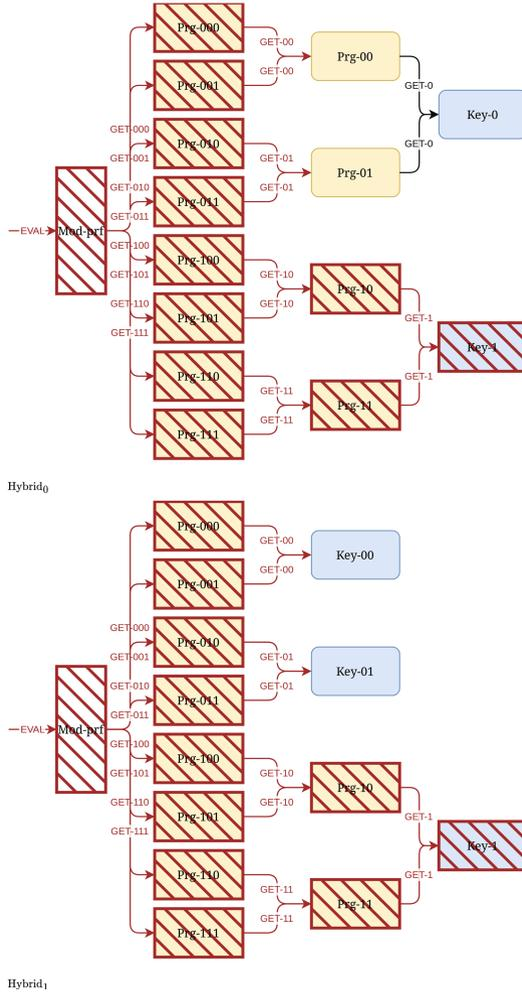 Prg-000
GET-00
Prg-00
GET-00
Prg-001
GET-0
Key-0
GET-000
Prg-010
GET-0
GET-001
GET-01
Prg-01
GET-01
GET-010
Prg-011
GET-011
EVAL
Mod-prf
GET-100
Prg-100
GET-101
GET-10
Prg-10
GET-10
GET-110
Prg-101
GET-1
GET-111
Key-1
Prg-110
GET-1
GET-11
Prg-11
GET-11
Prg-111
Hybrid0
Prg-000
GET-00
Key-00
GET-00
Prg-001
GET-000
Prg-010
GET-001
GET-01
Key-01
GET-01
GET-010
Prg-011
GET-011
EVAL
Mod-prf
GET-100
Prg-100
GET-101
GET-10
Prg-10
GET-10
GET-110
Prg-101
GET-1
GET-111
Key-1
Prg-110
GET-1
GET-11
Prg-11
GET-11
Prg-111
Hybrid1